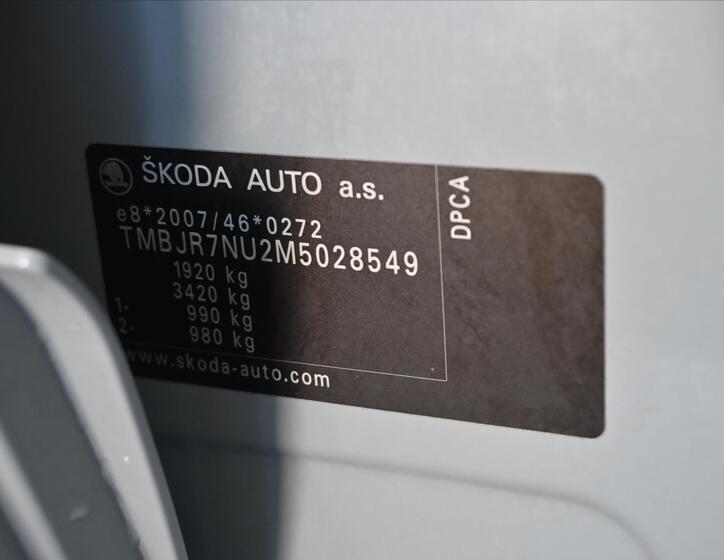 ŠKODA AUTO a.s.
DPCA
e8*2007/46*0272
TMBJR7NU2M5028549
1920 kg
3420 kg
1- 990 kg
2- 980 kg
www.skoda-auto.com